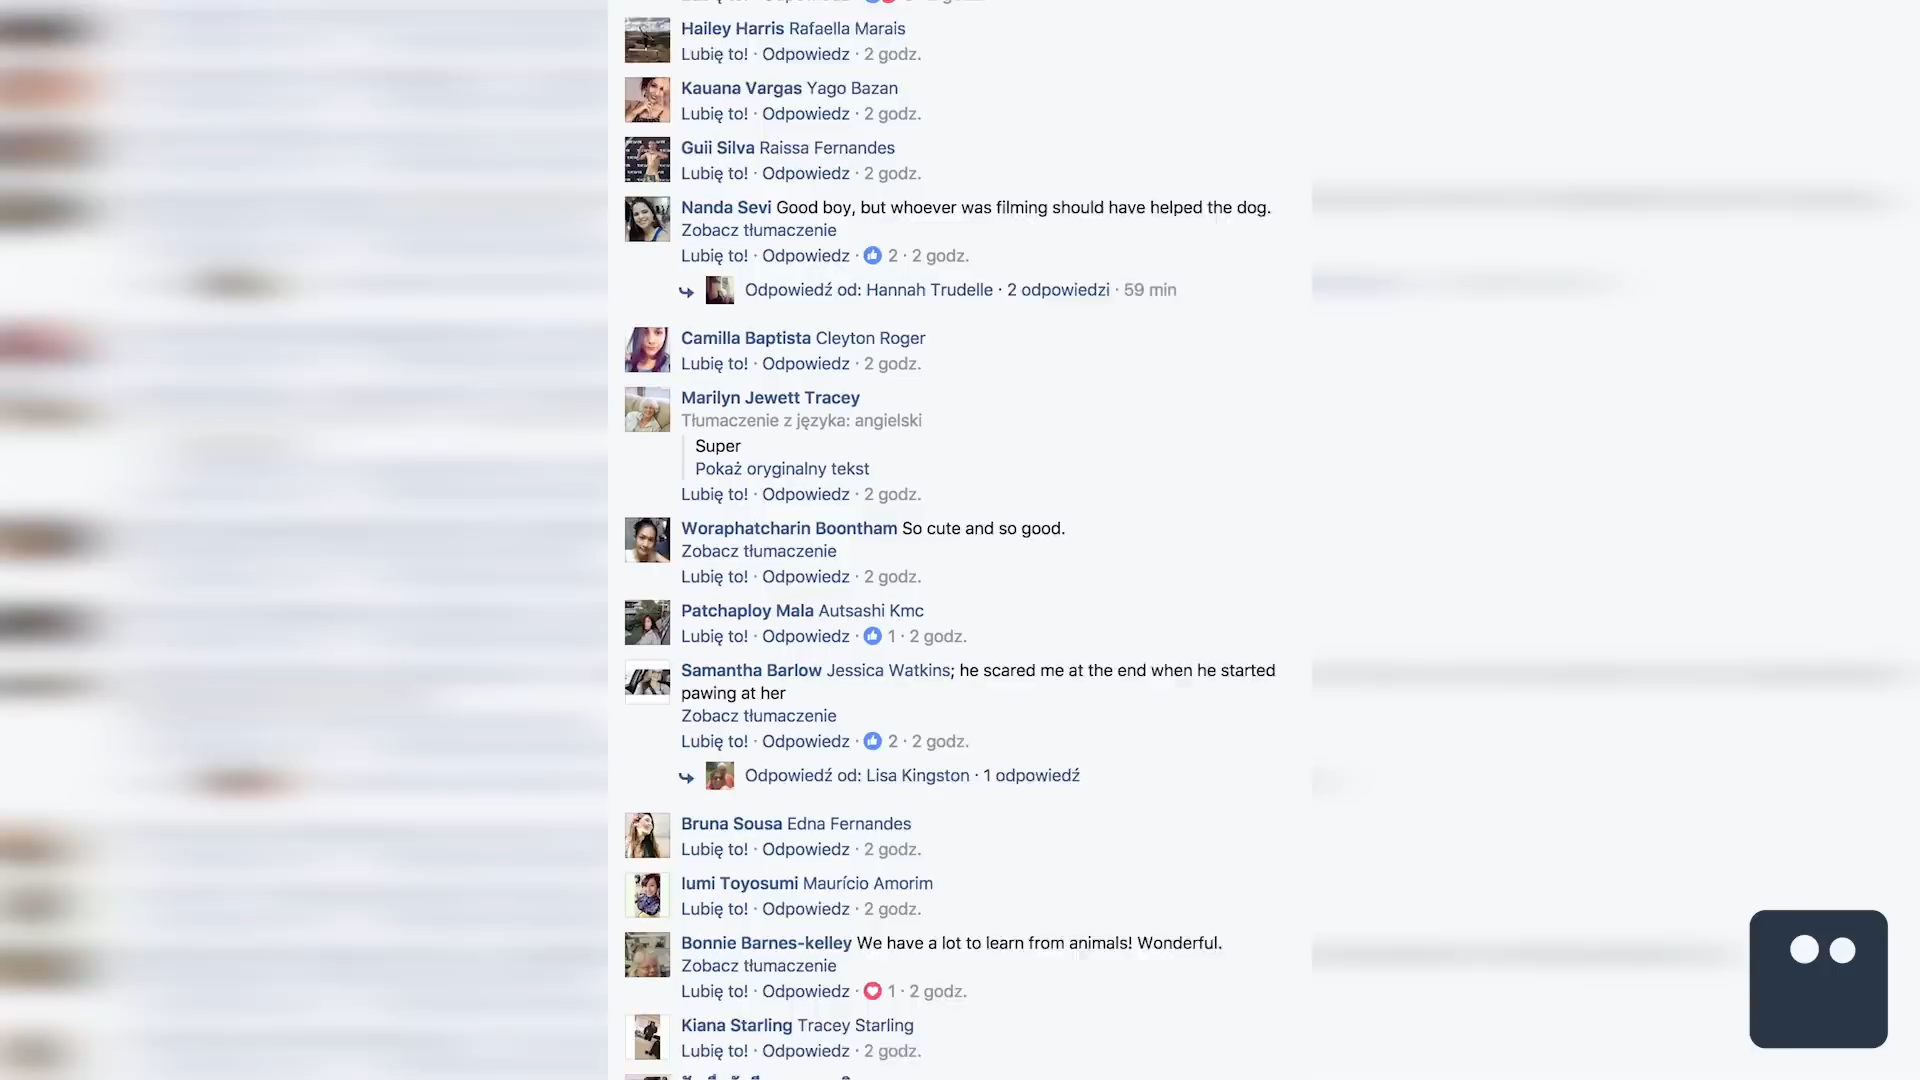 Hailey Harris Rafaella Marais
Lubię to! · Odpowiedz · 2 godz.
Kauana Vargas Yago Bazan
Lubię to! · Odpowiedz · 2 godz.
Guii Silva Raissa Fernandes
Lubię to! · Odpowiedz · 2 godz.
Nanda Sevi Good boy, but whoever was filming should have helped the dog.
Zobacz tłumaczenie
Lubię to! · Odpowiedz · 2 · 2 godz.
Odpowiedź od: Hannah Trudelle · 2 odpowiedzi · 59 min
Camilla Baptista Cleyton Roger
Lubię to! · Odpowiedz · 2 godz.
Marilyn Jewett Tracey
Tłumaczenie z języka: angielski
Super
Pokaż oryginalny tekst
Lubię to! · Odpowiedz · 2 godz.
Woraphatcharin Boontham So cute and so good.
Zobacz tłumaczenie
Lubię to! · Odpowiedz · 2 godz.
Patchaploy Mala Autsashi Kmc
Lubię to! · Odpowiedz · 1 · 2 godz.
Samantha Barlow Jessica Watkins; he scared me at the end when he started
pawing at her
Zobacz tłumaczenie
Lubię to! · Odpowiedz · 2 · 2 godz.
Odpowiedź od: Lisa Kingston · 1 odpowiedź
Bruna Sousa Edna Fernandes
Lubię to! · Odpowiedz · 2 godz.
Iumi Toyosumi Maurício Amorim
Lubię to! · Odpowiedz · 2 godz.
Bonnie Barnes-kelley We have a lot to learn from animals! Wonderful.
Zobacz tłumaczenie
Lubię to! · Odpowiedz · 1 · 2 godz.
Kiana Starling Tracey Starling
Lubię to! · Odpowiedz · 2 godz.